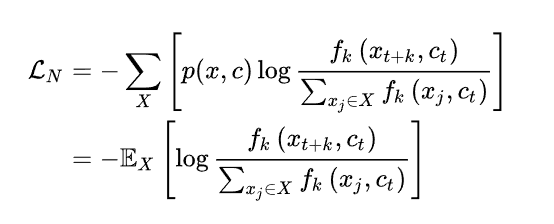 \mathcal{L}_N = -\sum_X \left[ p(x, c) \log \frac{f_k(x_{t+k}, c_t)}{\sum_{x_j \in X} f_k(x_j, c_t)} \right]
= -\mathbb{E}_X \left[ \log \frac{f_k(x_{t+k}, c_t)}{\sum_{x_j \in X} f_k(x_j, c_t)} \right]